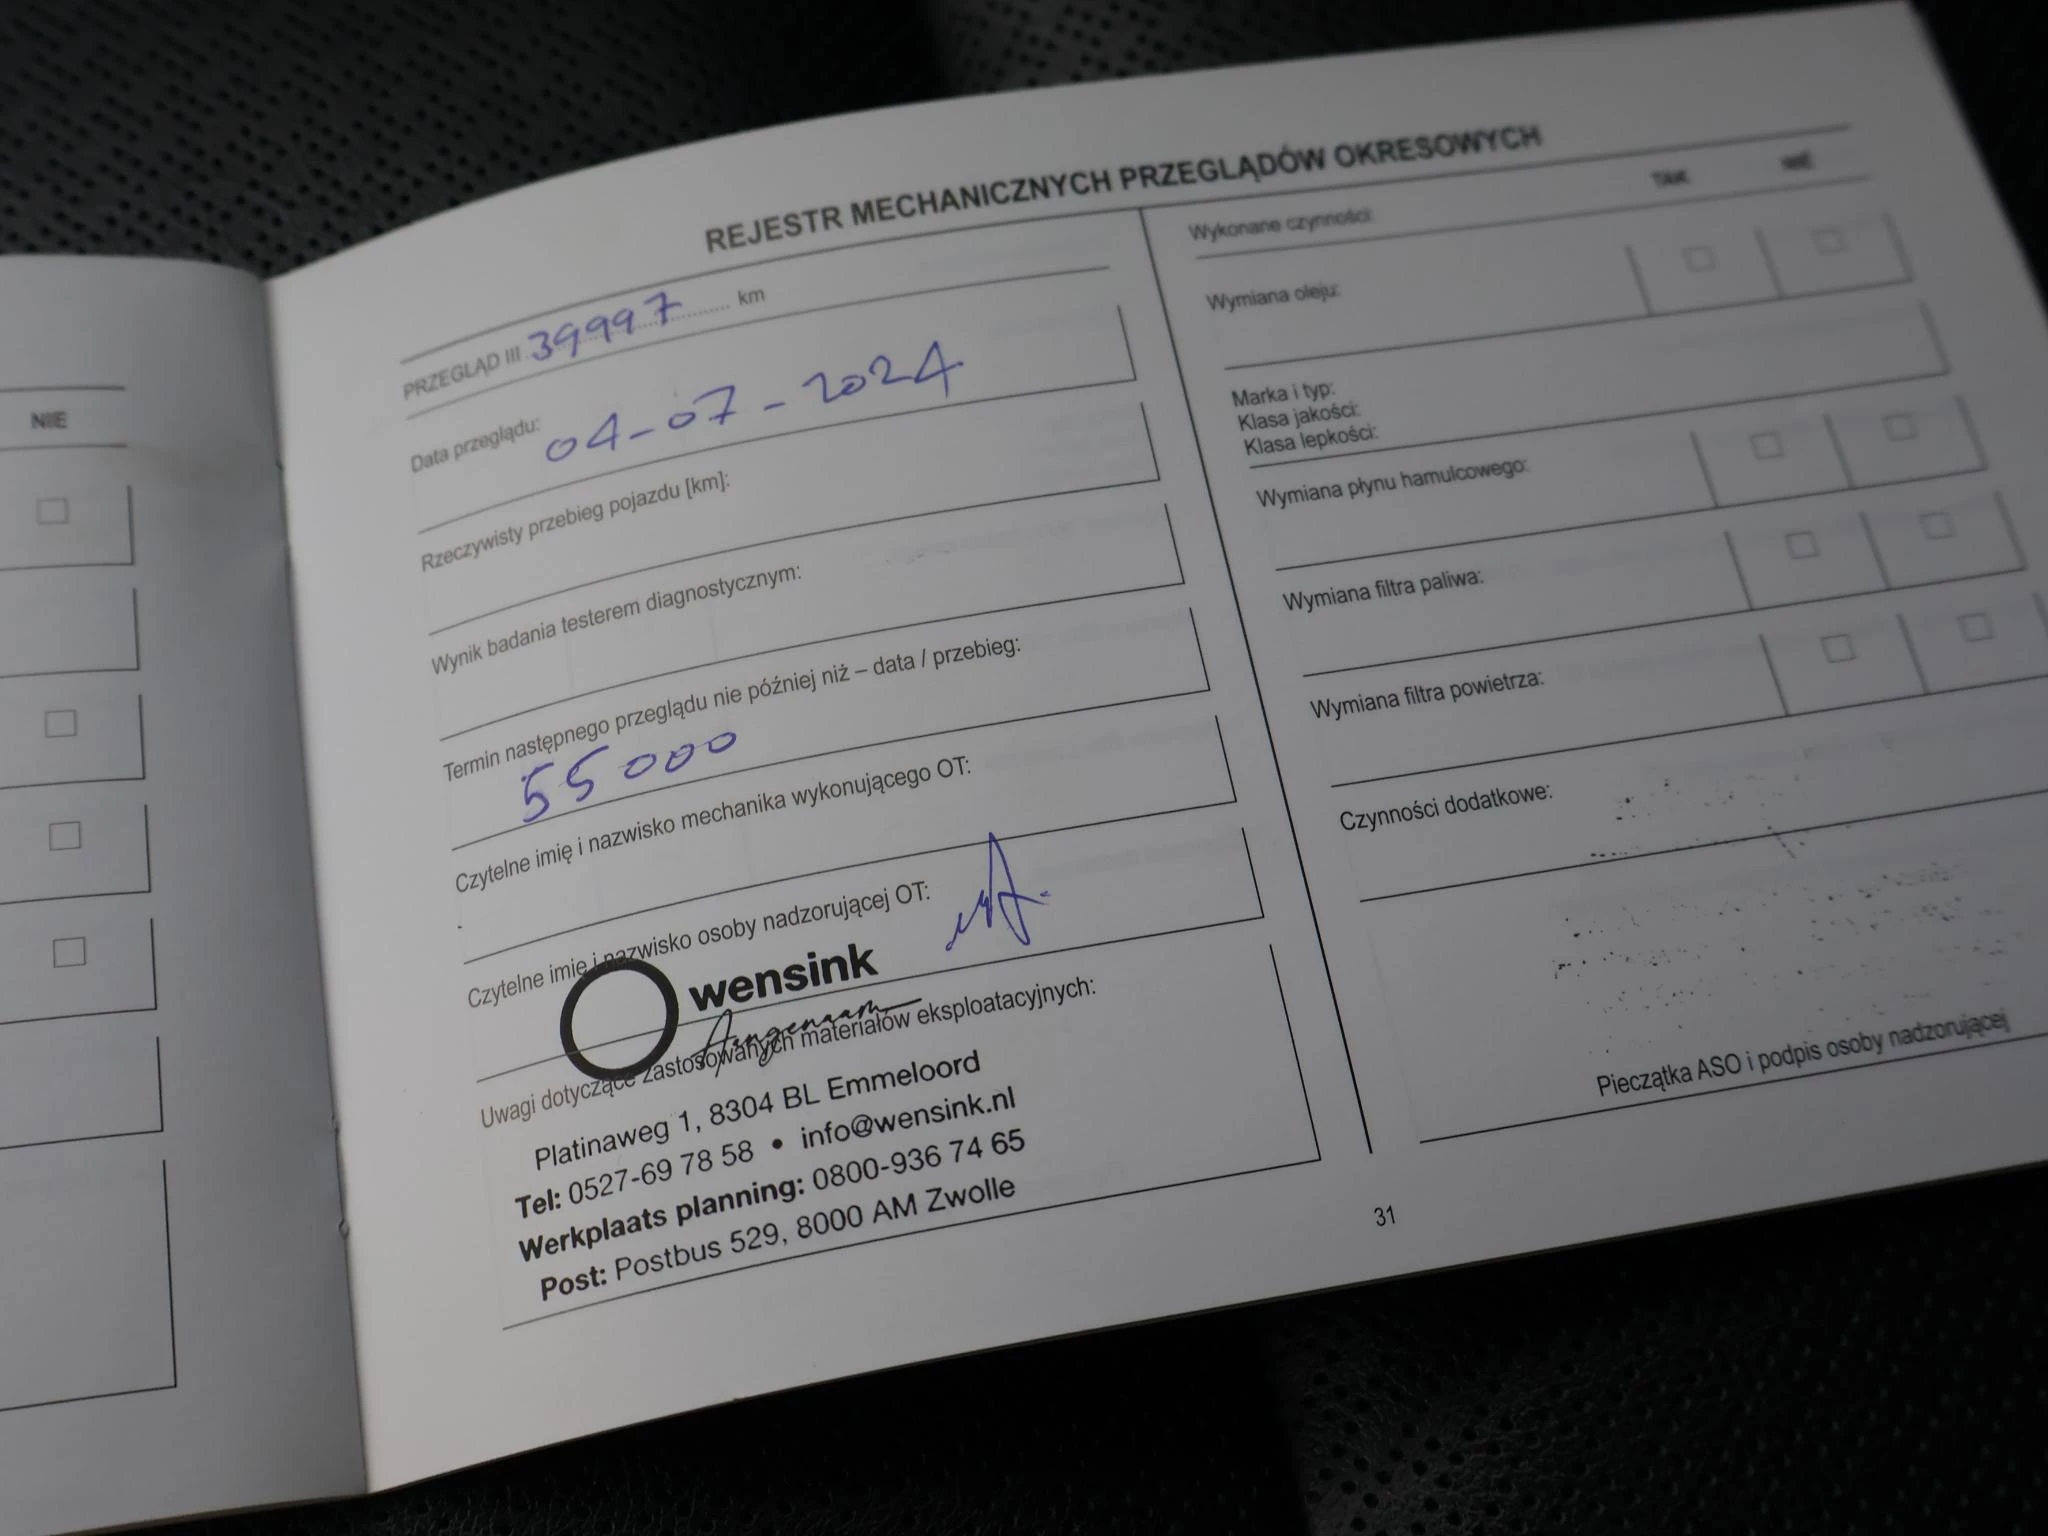 NIE
REJESTR MECHANICZNYCH PRZEGLĄDÓW OKRESOWYCH
PRZEGLĄD III 39997 km
Data przeglądu: 04-07-2024
Rzeczywisty przebieg pojazdu [km]:
Wynik badania testerem diagnostycznym:
Termin następnego przeglądu nie później niż – data / przebieg:
55000
Czytelne imię i nazwisko mechanika wykonującego OT:
Czytelne imię i nazwisko osoby nadzorującej OT:
wensink
Aangenaam
Uwagi dotyczące zastosowanych materiałów eksploatacyjnych:
Platinaweg 1, 8304 BL Emmeloord
Tel: 0527-69 78 58 • info@wensink.nl
Werkplaats planning: 0800-936 74 65
Post: Postbus 529, 8000 AM Zwolle
Wykonane czynności: TAK NIE
Wymiana oleju:
Marka i typ:
Klasa jakości:
Klasa lepkości:
Wymiana płynu hamulcowego:
Wymiana filtra paliwa:
Wymiana filtra powietrza:
Czynności dodatkowe:
Pieczątka ASO i podpis osoby nadzorującej
31